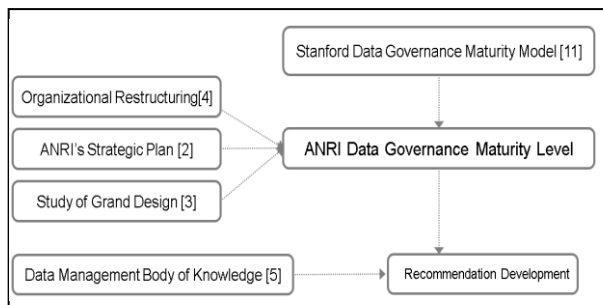 Stanford Data Governance Maturity Model [11]
Organizational Restructuring[4]
ANRI's Strategic Plan [2]
ANRI Data Governance Maturity Level
Study of Grand Design [3]
Data Management Body of Knowledge [5]
Recommendation Development